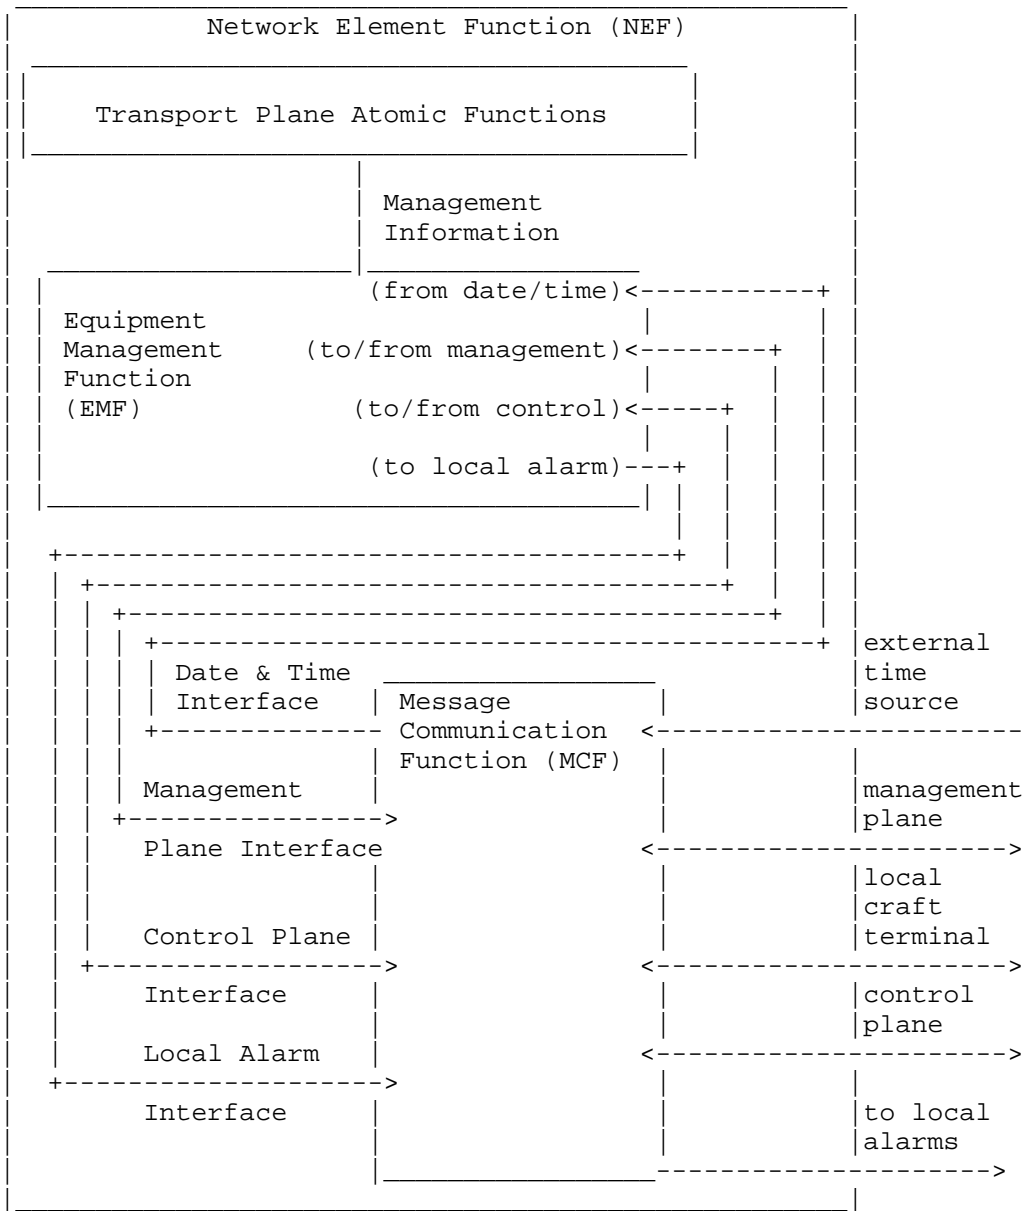 Network Element Function (NEF)
Transport Plane Atomic Functions
Management
Information
(from date/time)
Equipment
Management (to/from management)
Function
(EMF) (to/from control)
(to local alarm)
external
Date & Time time
Interface Message source
Communication
Function (MCF)
Management management
plane
Plane Interface
local
craft
Control Plane terminal
Interface control
plane
Local Alarm
Interface to local
alarms